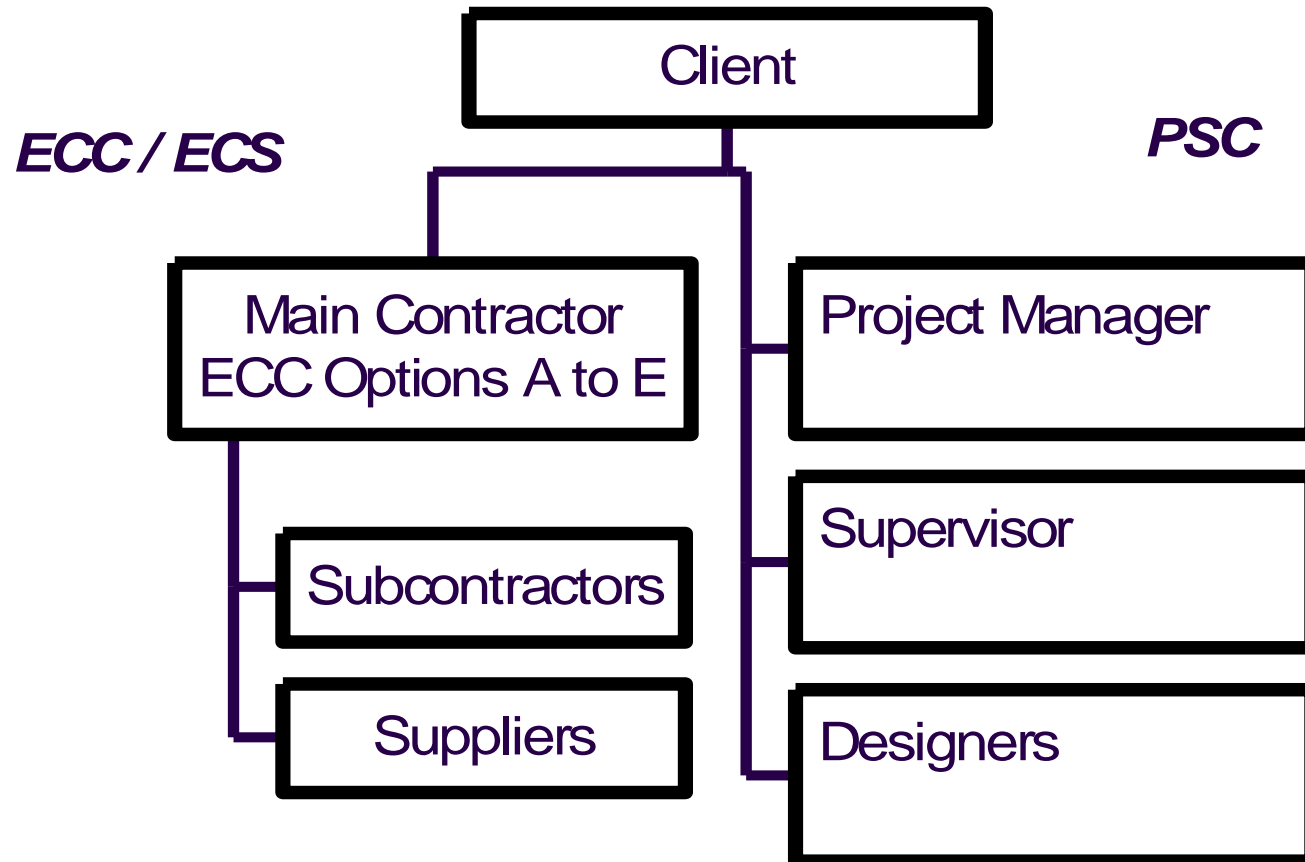 Client
ECC / ECS
PSC
Main Contractor
ECC Options A to E
Project Manager
Subcontractors
Supervisor
Suppliers
Designers